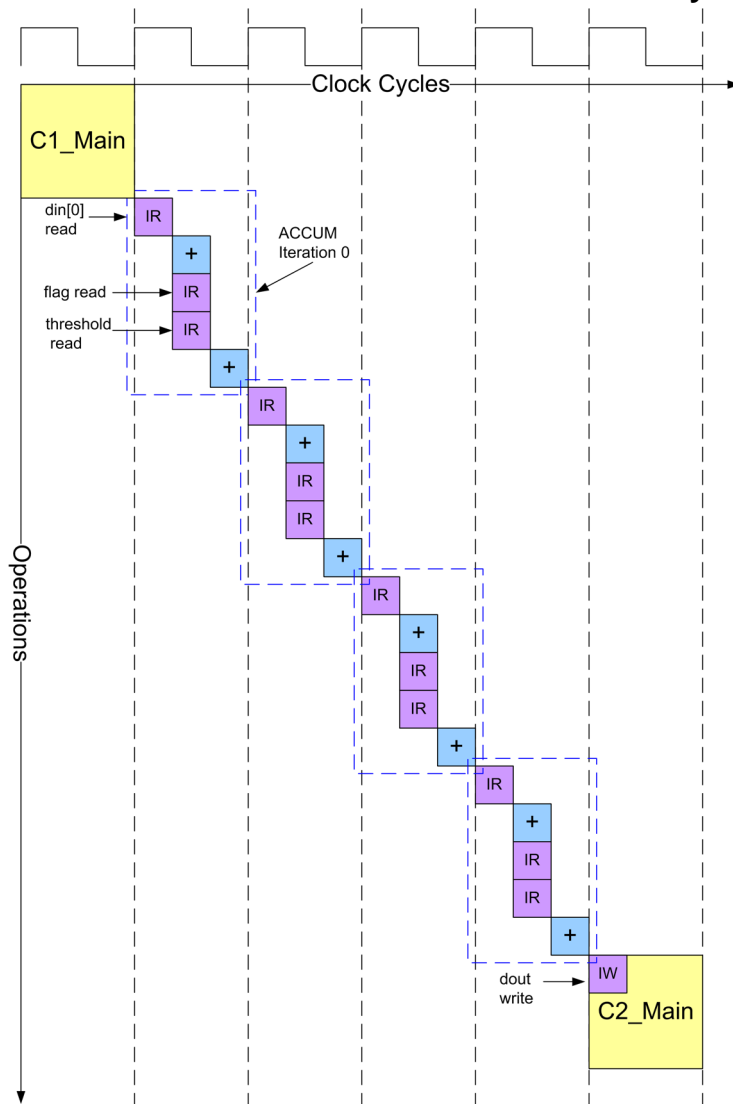 Clock Cycles
C1_Main
din[0]
read
IR
+
ACCUM
Iteration 0
flag read
IR
threshold
read
IR
+
IR
+
IR
IR
+
Operations
IR
+
IR
IR
+
IR
+
IR
IR
+
dout
write
IW
C2_Main